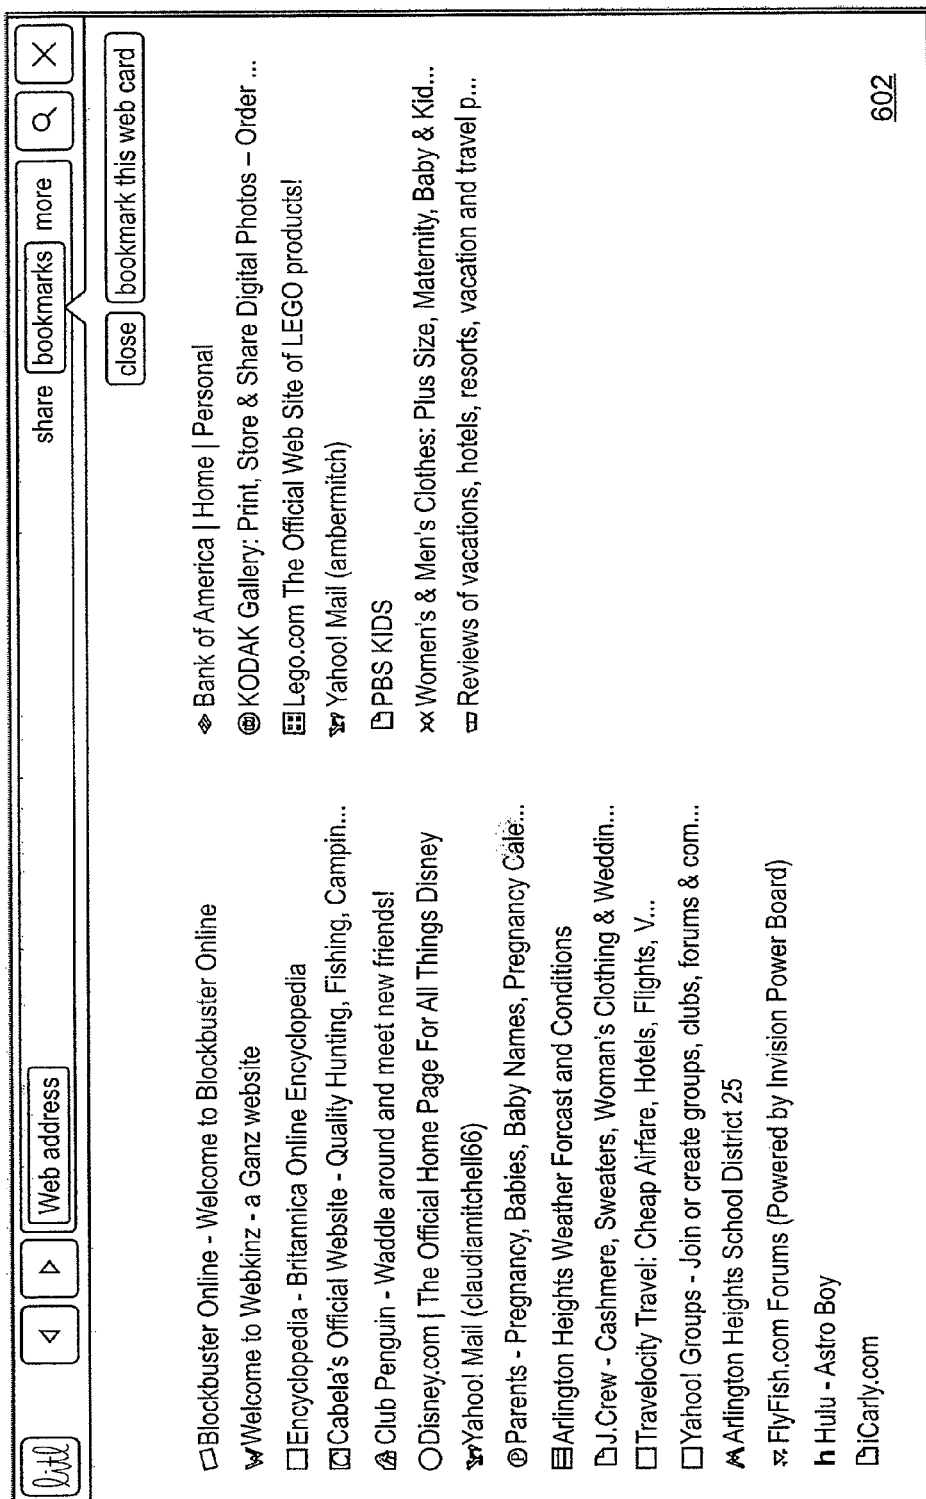 litl
Web address
share bookmarks more
close bookmark this web card
Blockbuster Online - Welcome to Blockbuster Online
Welcome to Webkinz - a Ganz website
Encyclopedia - Britannica Online Encyclopedia
Cabela's Official Website - Quality Hunting, Fishing, Campin...
Club Penguin - Waddle around and meet new friends!
Disney.com | The Official Home Page For All Things Disney
Yahoo! Mail (claudiamitchell66)
Parents - Pregnancy, Babies, Baby Names, Pregnancy Cale...
Arlington Heights Weather Forcast and Conditions
J.Crew - Cashmere, Sweaters, Woman's Clothing & Weddin...
Travelocity Travel: Cheap Airfare, Hotels, Flights, V...
Yahoo! Groups - Join or create groups, clubs, forums & com...
Arlington Heights School District 25
FlyFish.com Forums (Powered by Invision Power Board)
h Hulu - Astro Boy
iCarly.com
Bank of America | Home | Personal
KODAK Gallery: Print, Store & Share Digital Photos – Order ...
Lego.com The Official Web Site of LEGO products!
Yahoo! Mail (ambermitch)
PBS KIDS
Women's & Men's Clothes: Plus Size, Maternity, Baby & Kid...
Reviews of vacations, hotels, resorts, vacation and travel p...
602